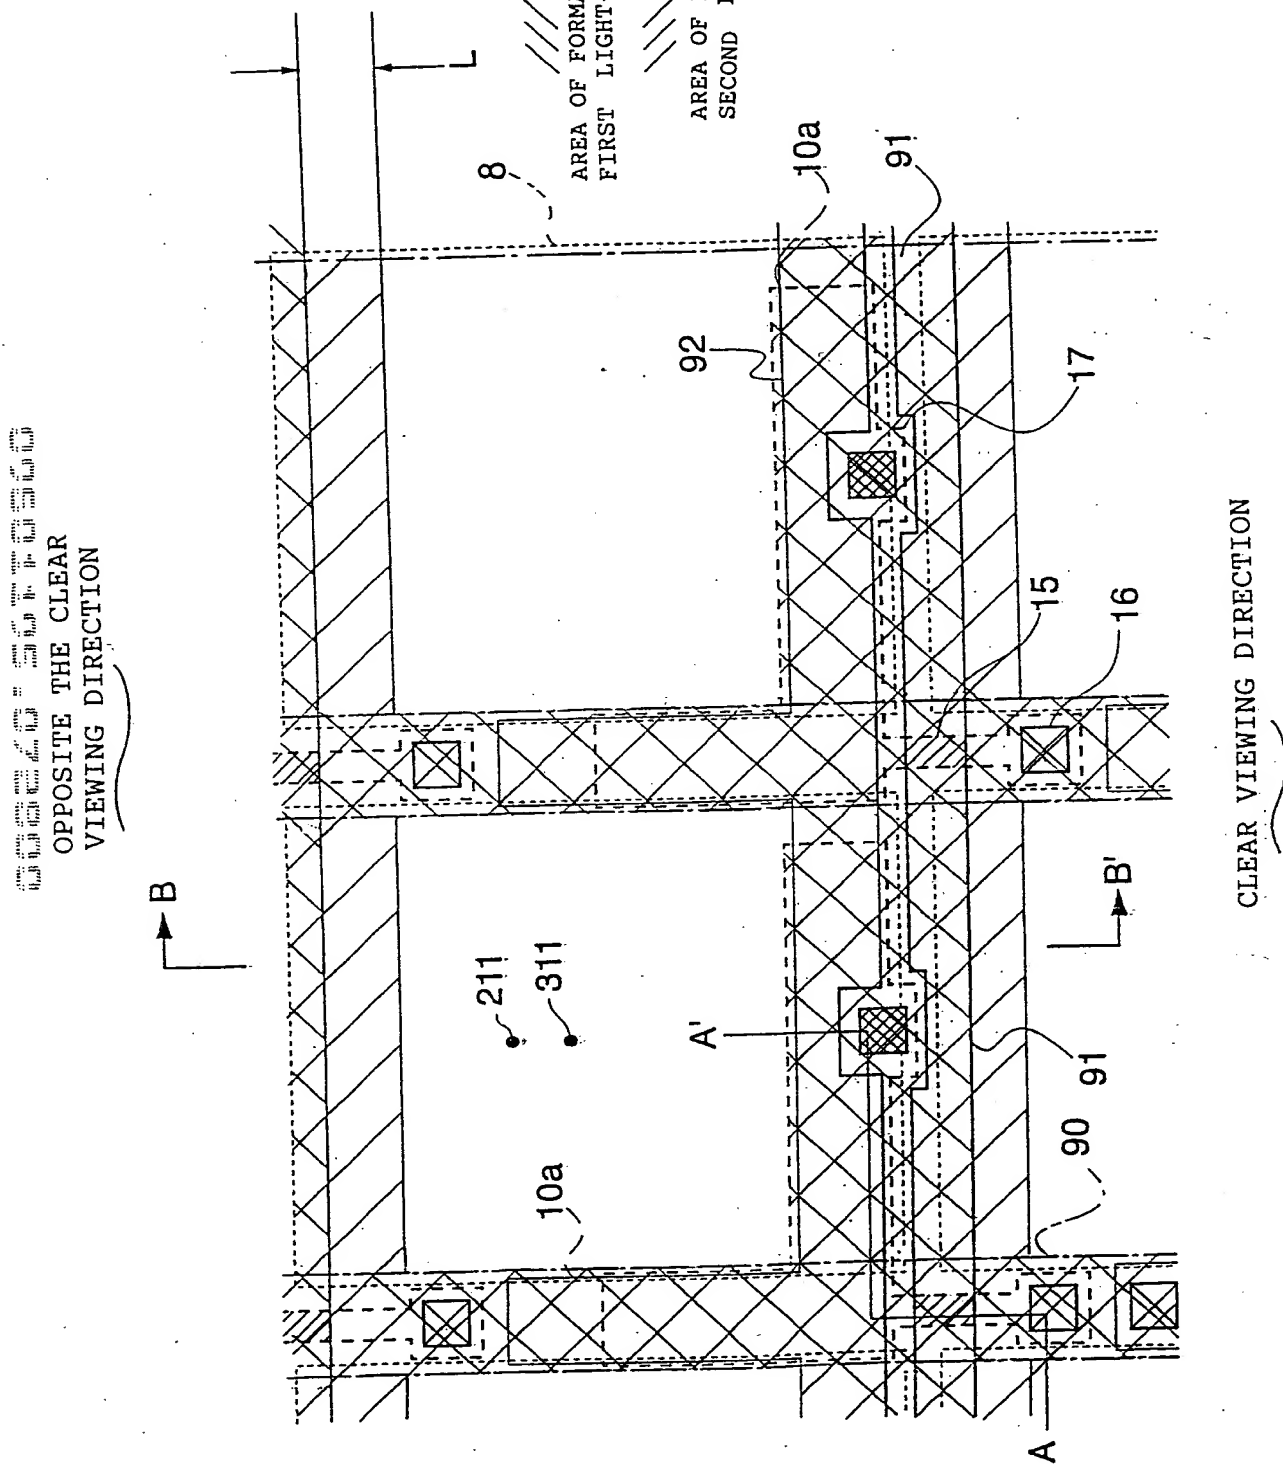 OPPOSITE THE CLEAR
VIEWING DIRECTION
L
AREA OF
FIRST LIGHT-
AREA OF
SECOND
8
10a
91
92
17
15
16
B
B'
211
311
A'
10a
91
90
A
CLEAR VIEWING DIRECTION